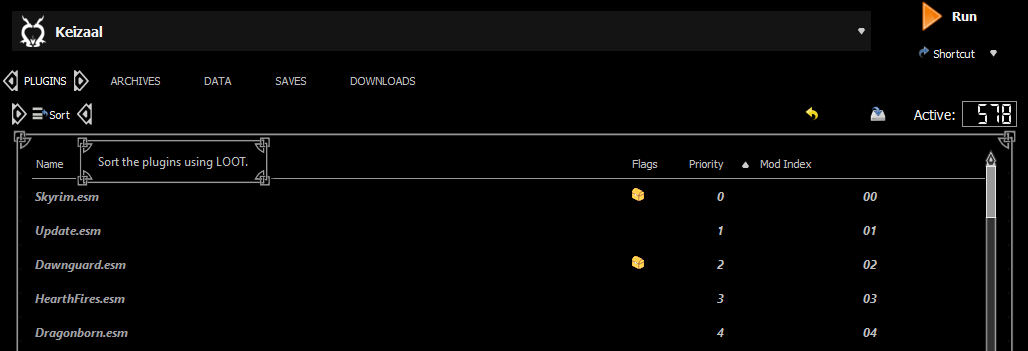 Keizaal
Run
Shortcut
PLUGINS ARCHIVES DATA SAVES DOWNLOADS
Sort Active: 578
Name Sort the plugins using LOOT. Flags Priority Mod Index
Skyrim.esm 0 00
Update.esm 1 01
Dawnguard.esm 2 02
HearthFires.esm 3 03
Dragonborn.esm 4 04